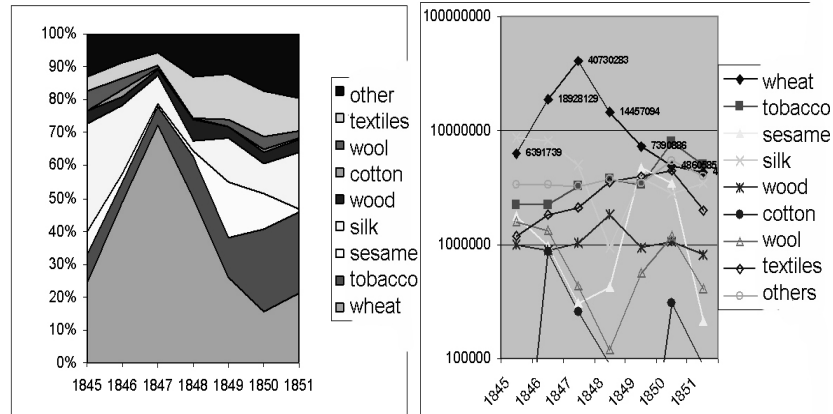 100%
90%
80%
70%
60%
50%
40%
30%
20%
10%
0%
1845 1846 1847 1848 1849 1850 1851
other
textiles
wool
cotton
wood
silk
sesame
tobacco
wheat
100000000
10000000
1000000
100000
40730283
18928129
14457094
6391739
7390886
4860585
4
1845 1846 1847 1848 1849 1850 1851
wheat
tobacco
sesame
silk
wood
cotton
wool
textiles
others